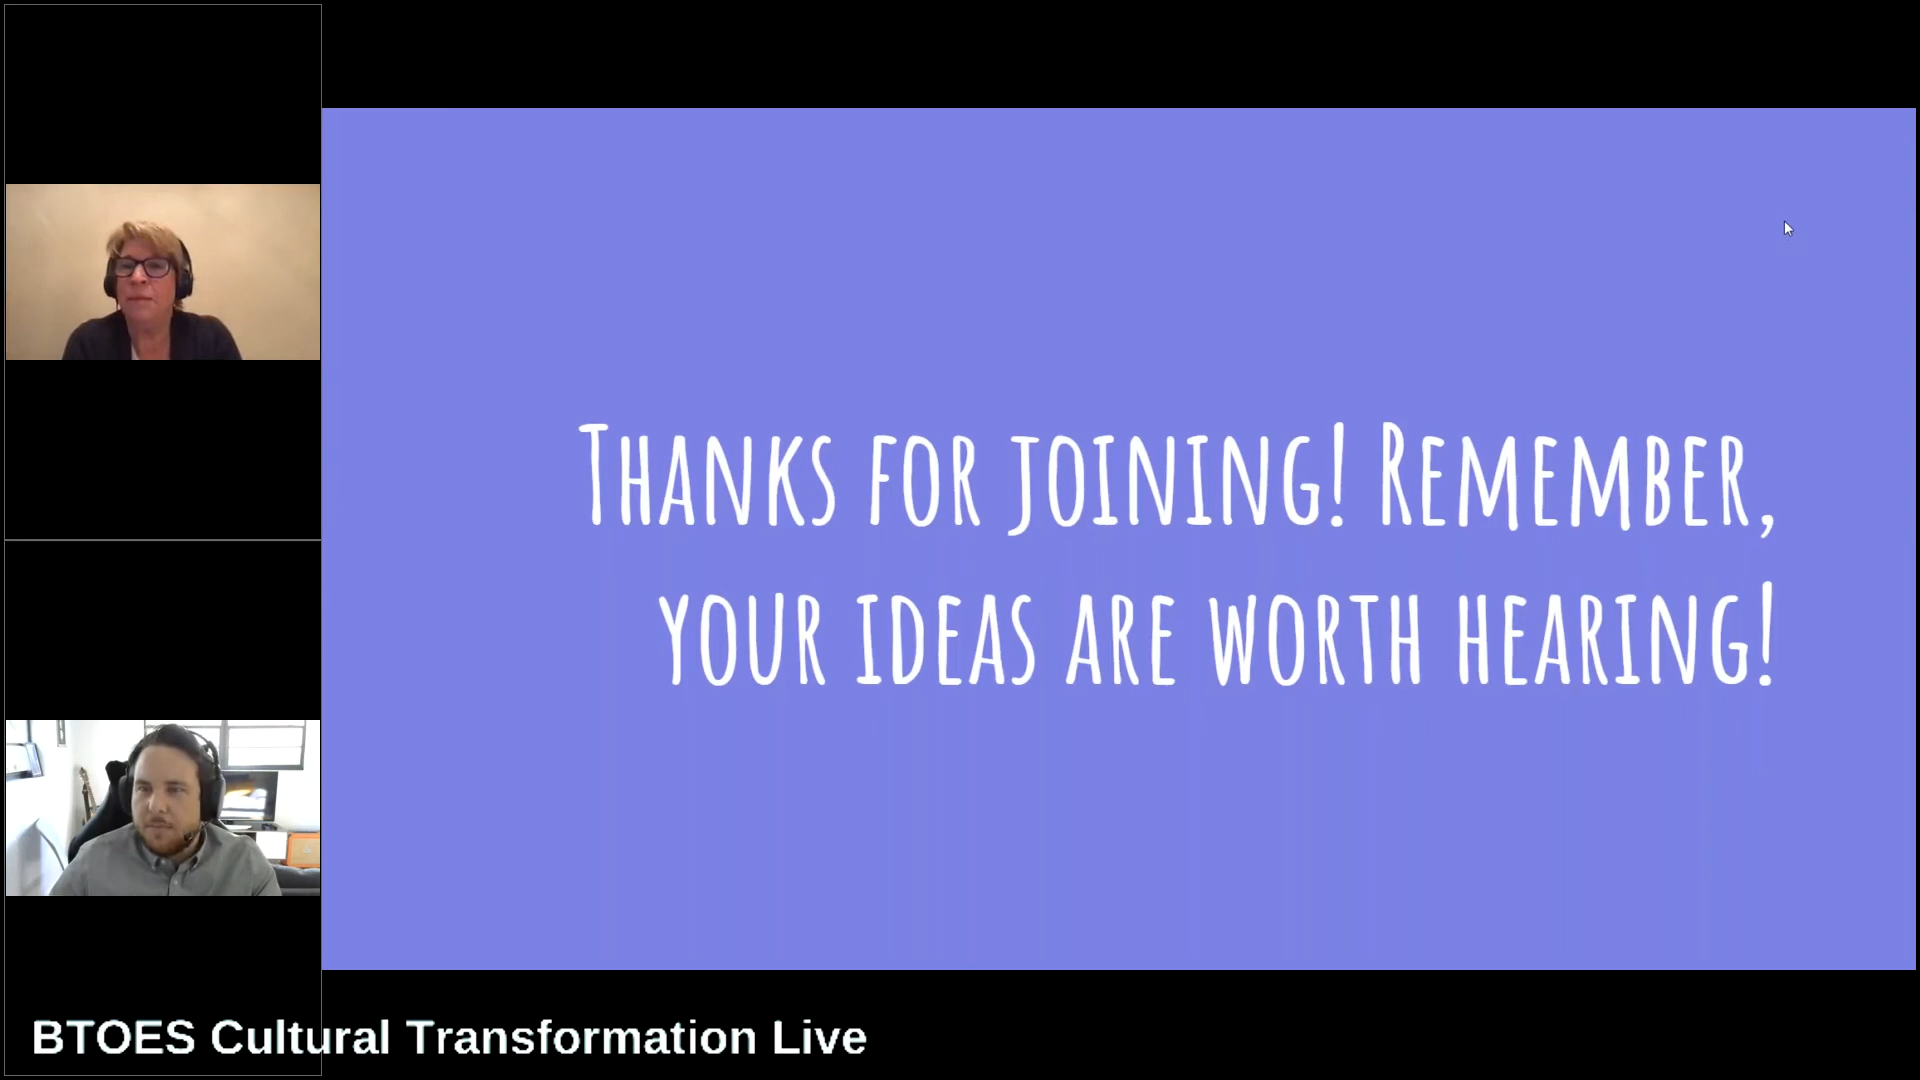 Thanks for joining! Remember,
your ideas are worth hearing!
BTOES Cultural Transformation Live